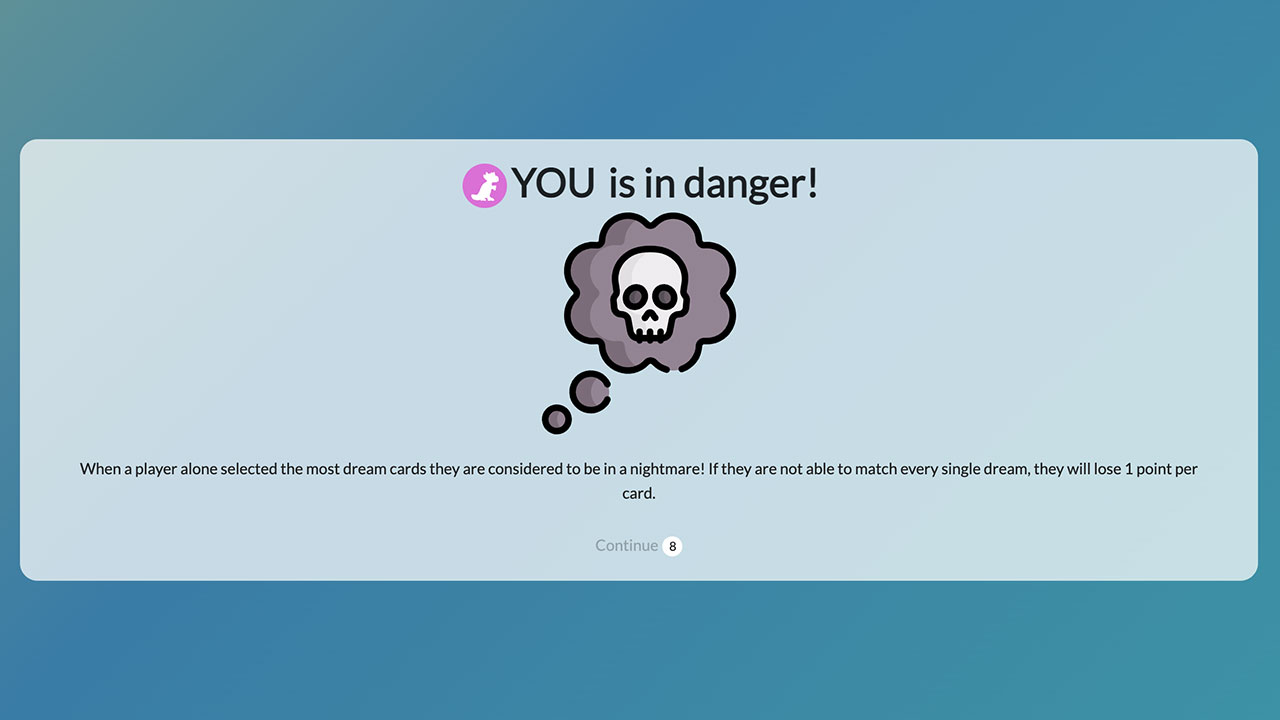 YOU is in danger!
When a player alone selected the most dream cards they are considered to be in a nightmare! If they are not able to match every single dream, they will lose 1 point per
card.
Continue 8